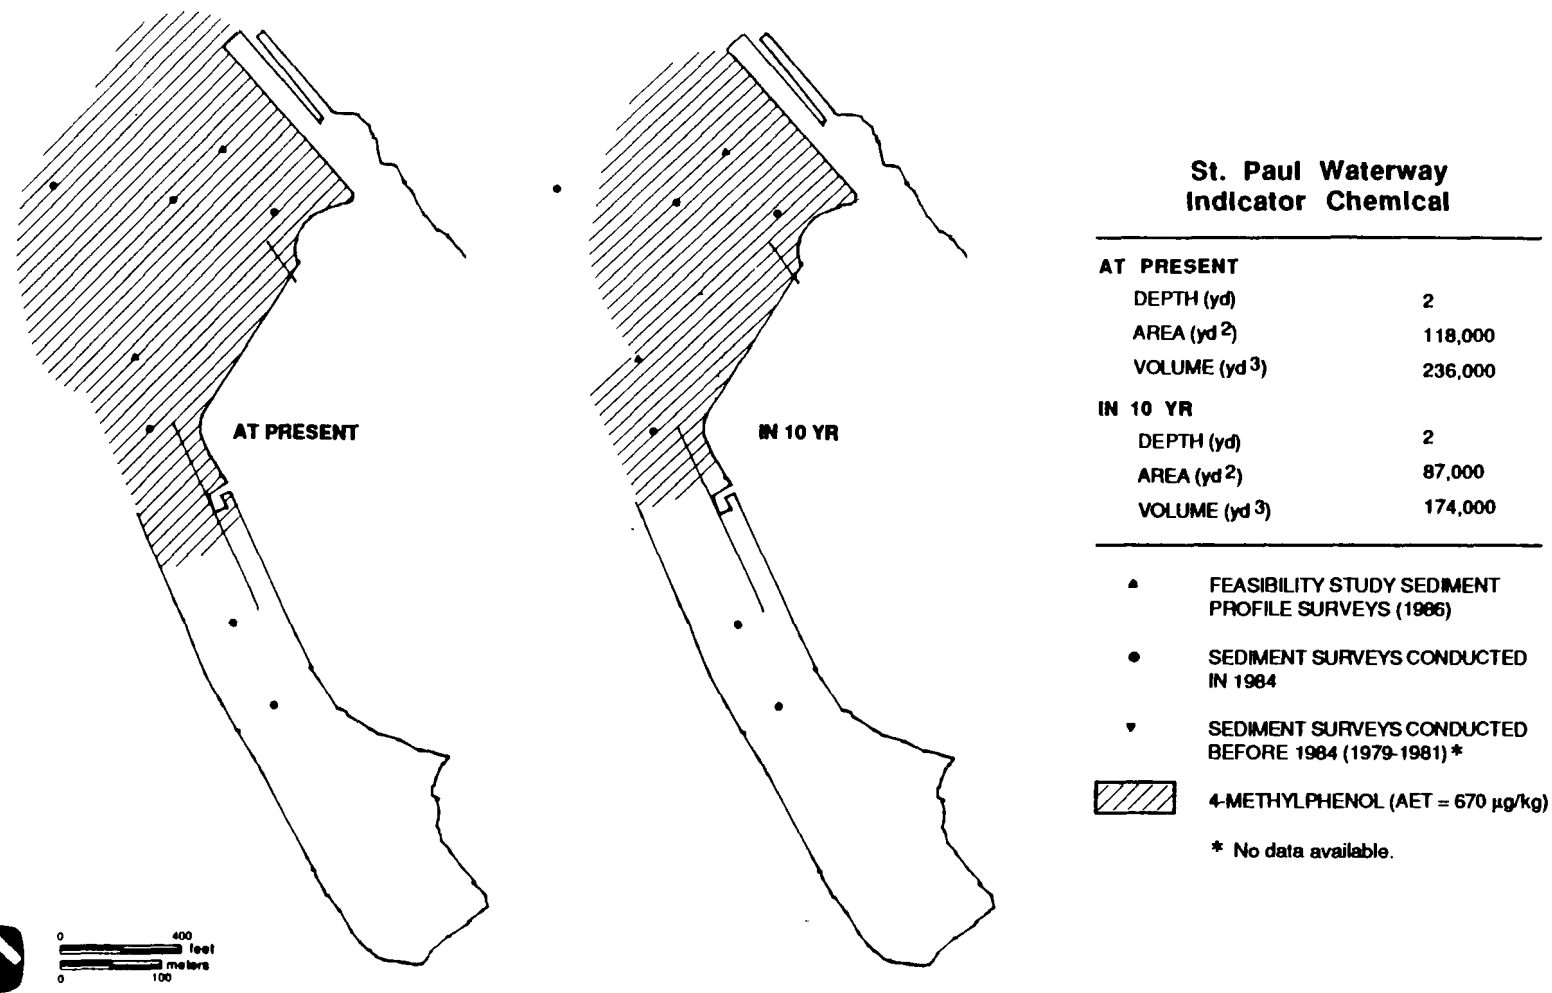 St. Paul Waterway
Indicator Chemical
AT PRESENT
DEPTH (yd) 2
AREA (yd 2) 118,000
VOLUME (yd 3) 236,000
IN 10 YR
DEPTH (yd) 2
AREA (yd 2) 87,000
VOLUME (yd 3) 174,000
FEASIBILITY STUDY SEDIMENT
PROFILE SURVEYS (1986)
SEDIMENT SURVEYS CONDUCTED
IN 1984
SEDIMENT SURVEYS CONDUCTED
BEFORE 1984 (1979-1981) *
4-METHYLPHENOL (AET = 670 µg/kg)
* No data available.
AT PRESENT
IN 10 YR
0 400
feet
meters
0 100